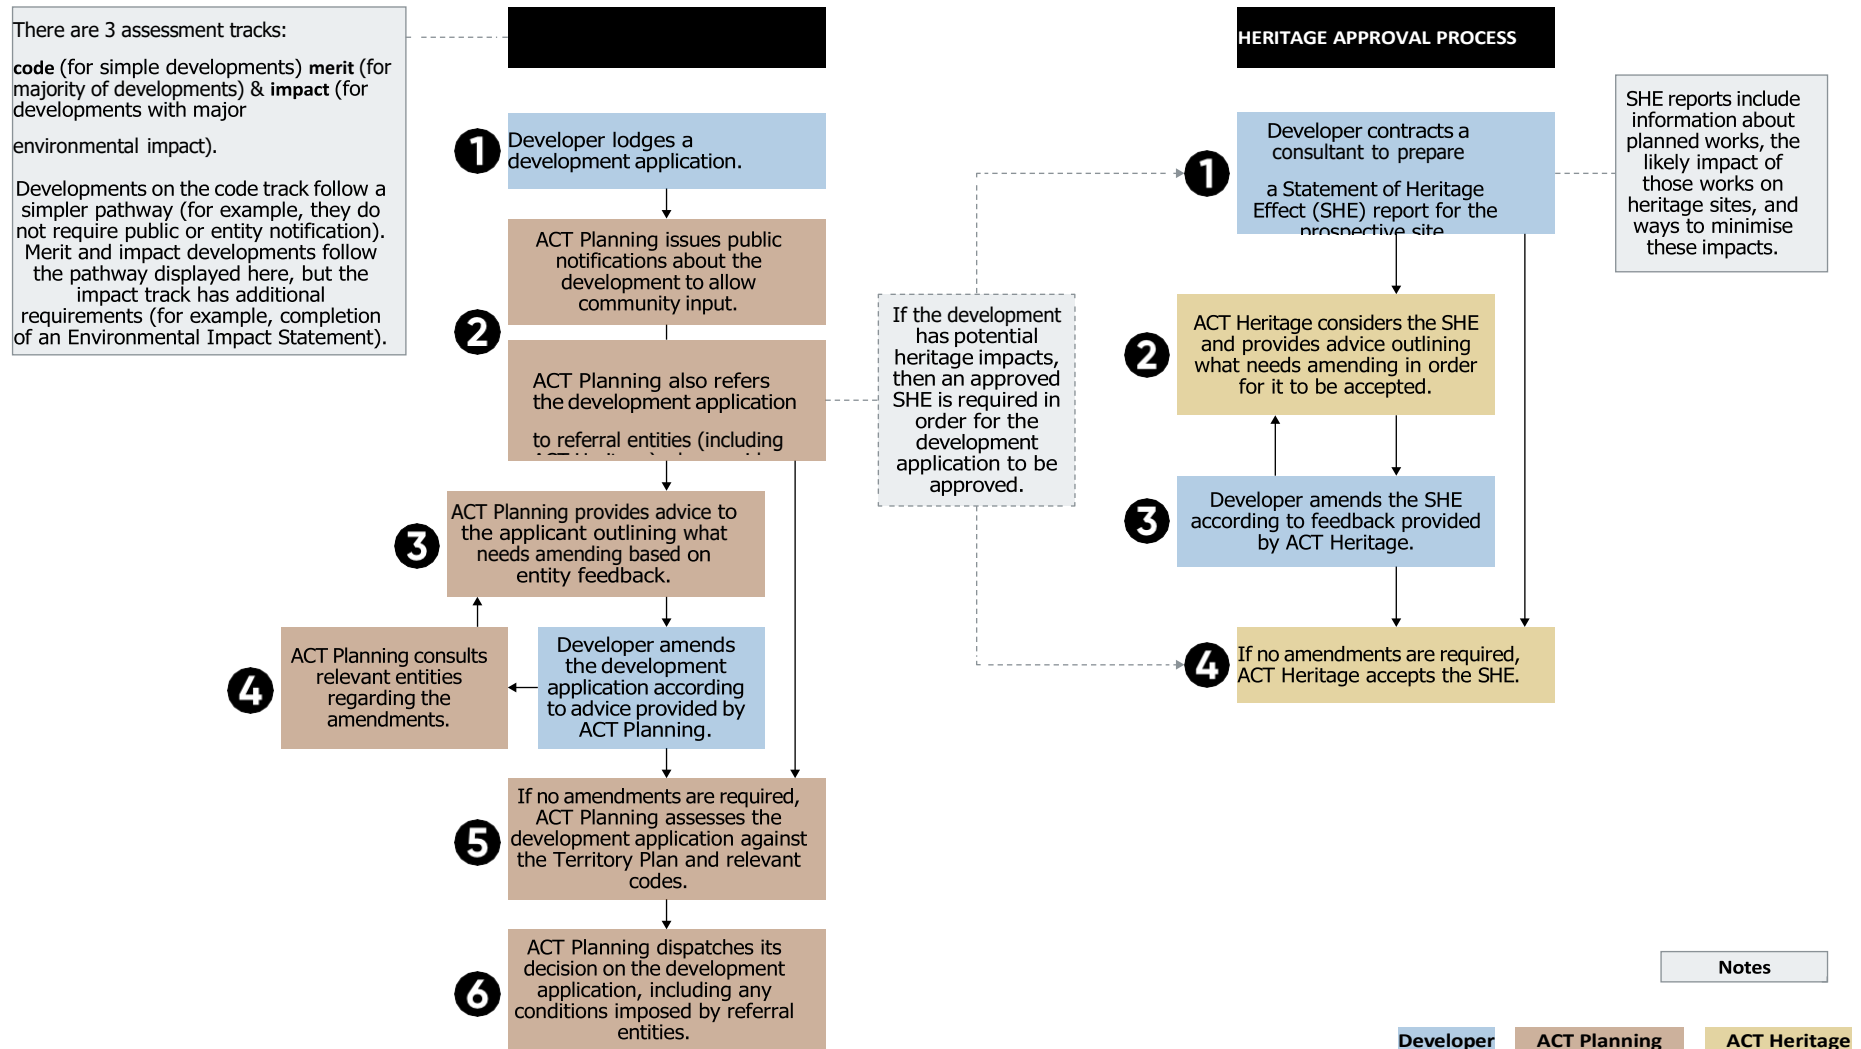 There are 3 assessment tracks:
code (for simple developments) merit (for
majority of developments) & impact (for
developments with major
environmental impact).
Developments on the code track follow a
simpler pathway (for example, they do
not require public or entity notification).
Merit and impact developments follow
the pathway displayed here, but the
impact track has additional
requirements (for example, completion
of an Environmental Impact Statement).
1
Developer lodges a
development application.
2
ACT Planning issues public
notifications about the
development to allow
community input.
ACT Planning also refers
the development application
to referral entities (including
3
ACT Planning provides advice to
the applicant outlining what
needs amending based on
entity feedback.
4
ACT Planning consults
relevant entities
regarding the
amendments.
Developer amends
the development
application according
to advice provided by
ACT Planning.
5
If no amendments are required,
ACT Planning assesses the
development application against
the Territory Plan and relevant
codes.
6
ACT Planning dispatches its
decision on the development
application, including any
conditions imposed by referral
entities.
If the development
has potential
heritage impacts,
then an approved
SHE is required in
order for the
development
application to be
approved.
HERITAGE APPROVAL PROCESS
1
Developer contracts a
consultant to prepare
a Statement of Heritage
Effect (SHE) report for the
prospective site
SHE reports include
information about
planned works, the
likely impact of
those works on
heritage sites, and
ways to minimise
these impacts.
2
ACT Heritage considers the SHE
and provides advice outlining
what needs amending in order
for it to be accepted.
3
Developer amends the SHE
according to feedback provided
by ACT Heritage.
4
If no amendments are required,
ACT Heritage accepts the SHE.
Notes
Developer
ACT Planning
ACT Heritage